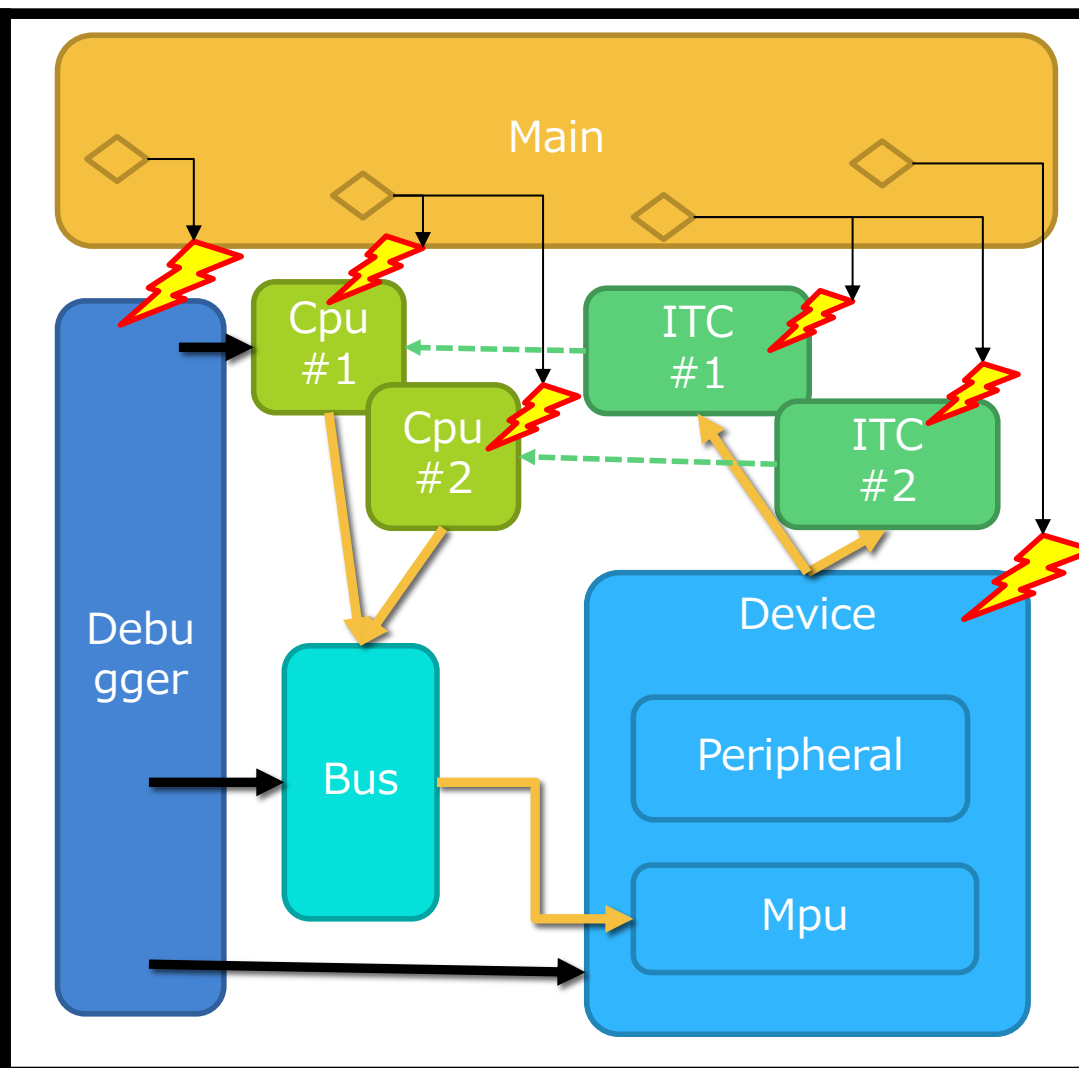 Main
Cpu
#1
ITC
#1
Cpu
#2
ITC
#2
Debu
gger
Device
Peripheral
Bus
Mpu